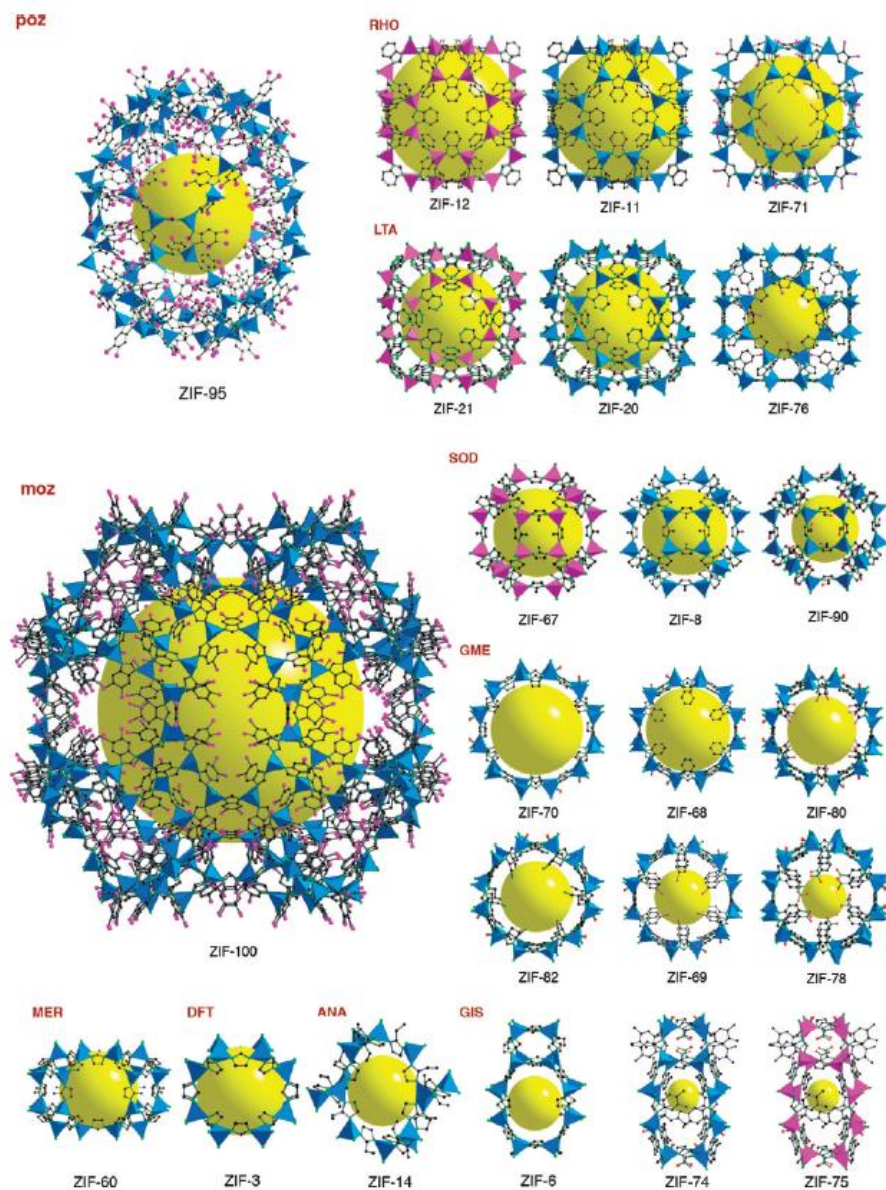 poz
RHO
ZIF-12 ZIF-11 ZIF-71
LTA
ZIF-95
ZIF-21 ZIF-20 ZIF-76
SOD
moz
ZIF-67 ZIF-8 ZIF-90
GME
ZIF-70 ZIF-68 ZIF-80
ZIF-100
ZIF-82 ZIF-69 ZIF-78
MER DFT ANA GIS
ZIF-60 ZIF-3 ZIF-14 ZIF-6 ZIF-74 ZIF-75